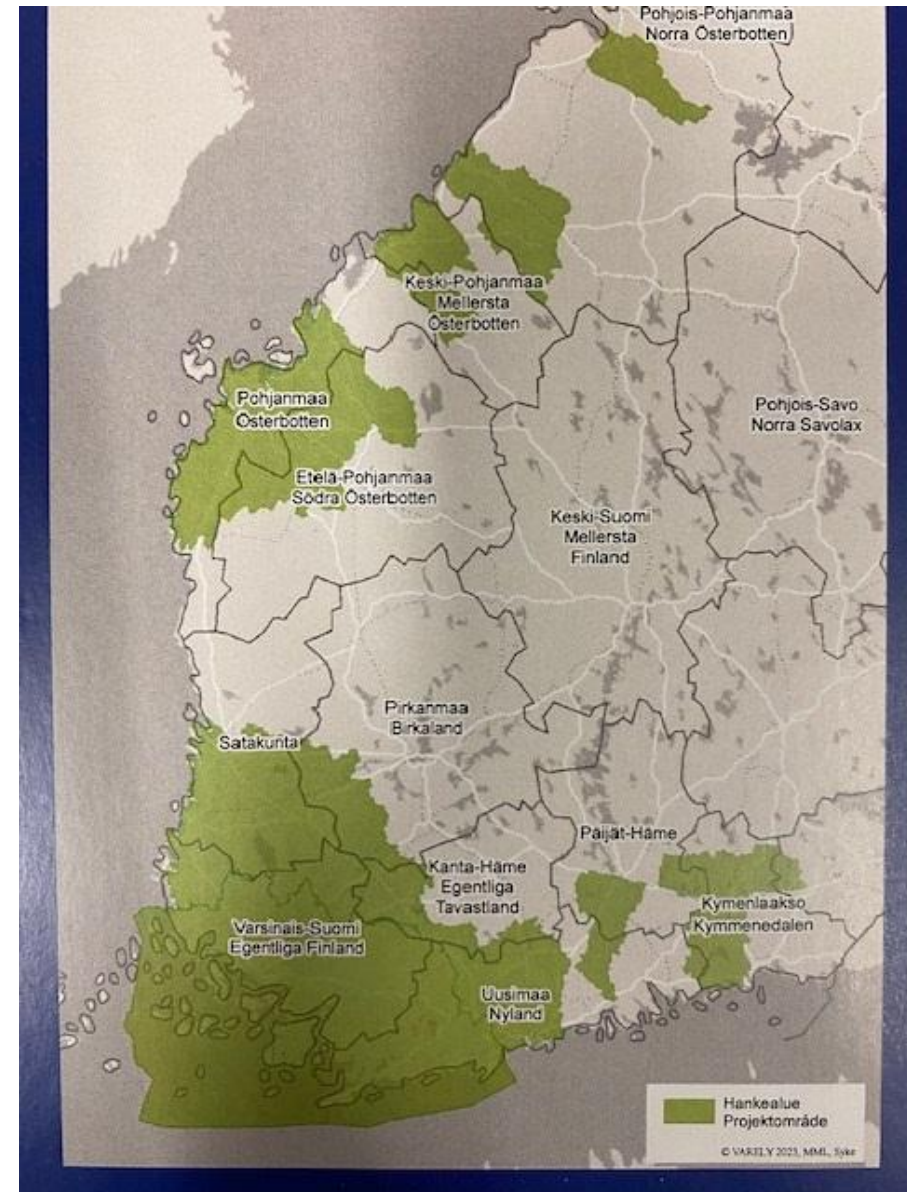 Pohjois-Pohjanmaa
Norra Österbotten
Keski-Pohjanmaa
Mellersta
Österbotten
Pohjanmaa
Österbotten
Pohjois-Savo
Norra Savolax
Etelä-Pohjanmaa
Södra Österbotten
Keski-Suomi
Mellersta
Finland
Pirkanmaa
Birkaland
Satakunta
Päijät-Häme
Kanta-Häme
Egentliga
Tavastland
Kymenlaakso
Kymmenedalen
Varsinais-Suomi
Egentliga Finland
Uusimaa
Nyland
Hankealue
Projektområde
© VARELY 2023, MML, Syke